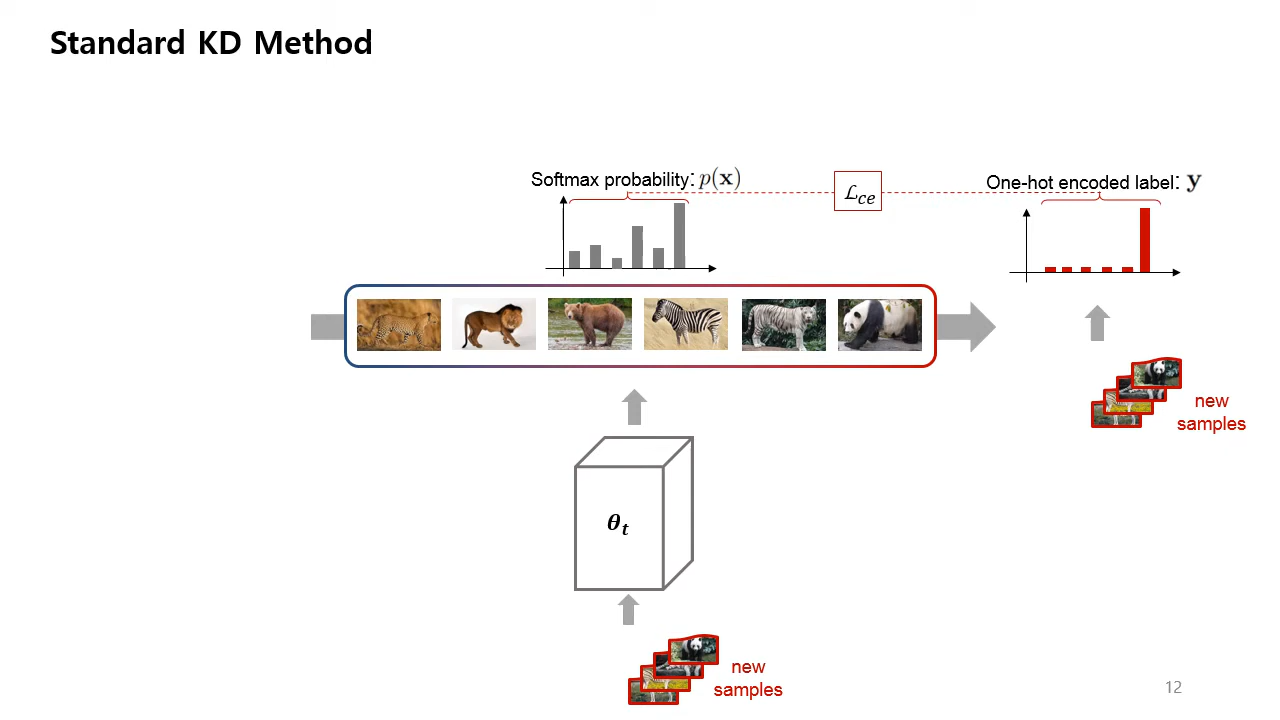 Standard KD Method
Softmax probability: p(x)
ℒce
One-hot encoded label: y
new
samples
θt
new
samples
12